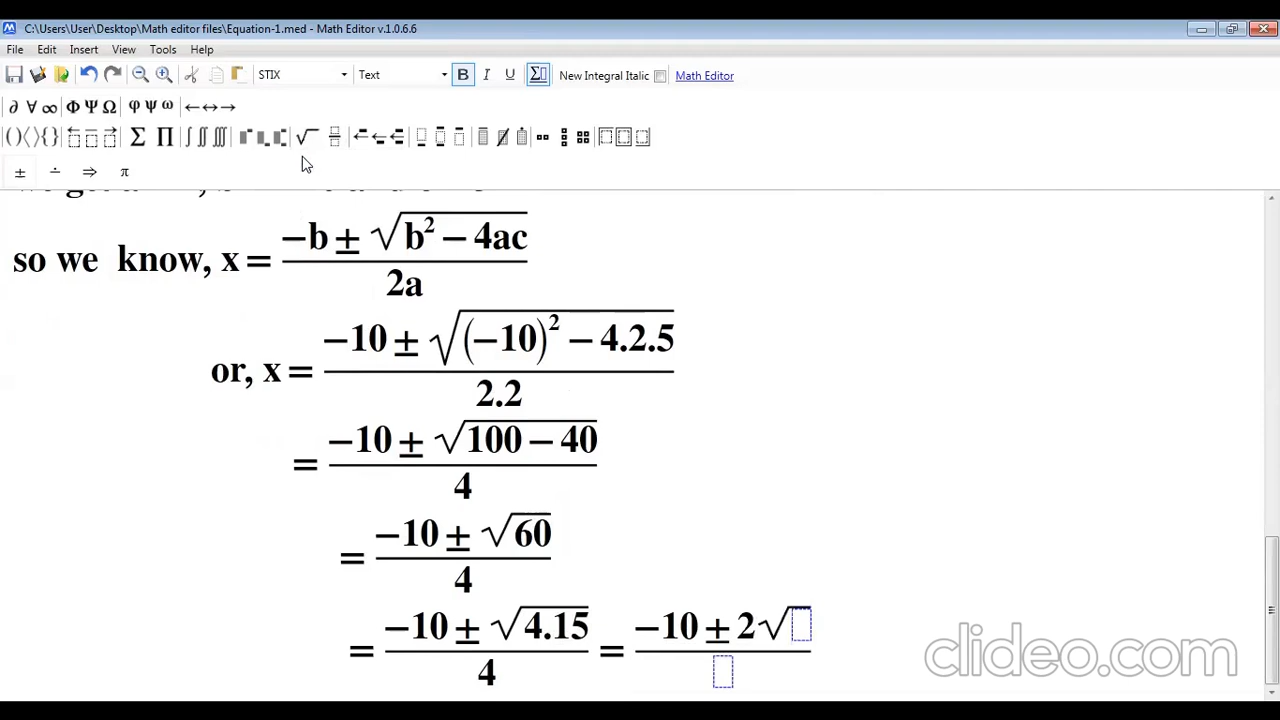 C:\Users\User\Desktop\Math editor files\Equation-1.med - Math Editor v.1.0.6.6
File Edit Insert View Tools Help
STIX Text B I U Σ New Integral Italic Math Editor
∂ ∀ ∞ Φ Ψ Ω φ ψ ω ← ↔ →
( ) ⟨ ⟩ { } Σ Π ∫ ∬ ∭ √
± ∸ ⇒ π
so we know, x = (−b ± √(b² − 4ac)) / 2a
or, x = (−10 ± √((−10)² − 4.2.5)) / 2.2
= (−10 ± √(100 − 40)) / 4
= (−10 ± √60) / 4
= (−10 ± √4.15) / 4 = −10 ± 2√
clideo.com